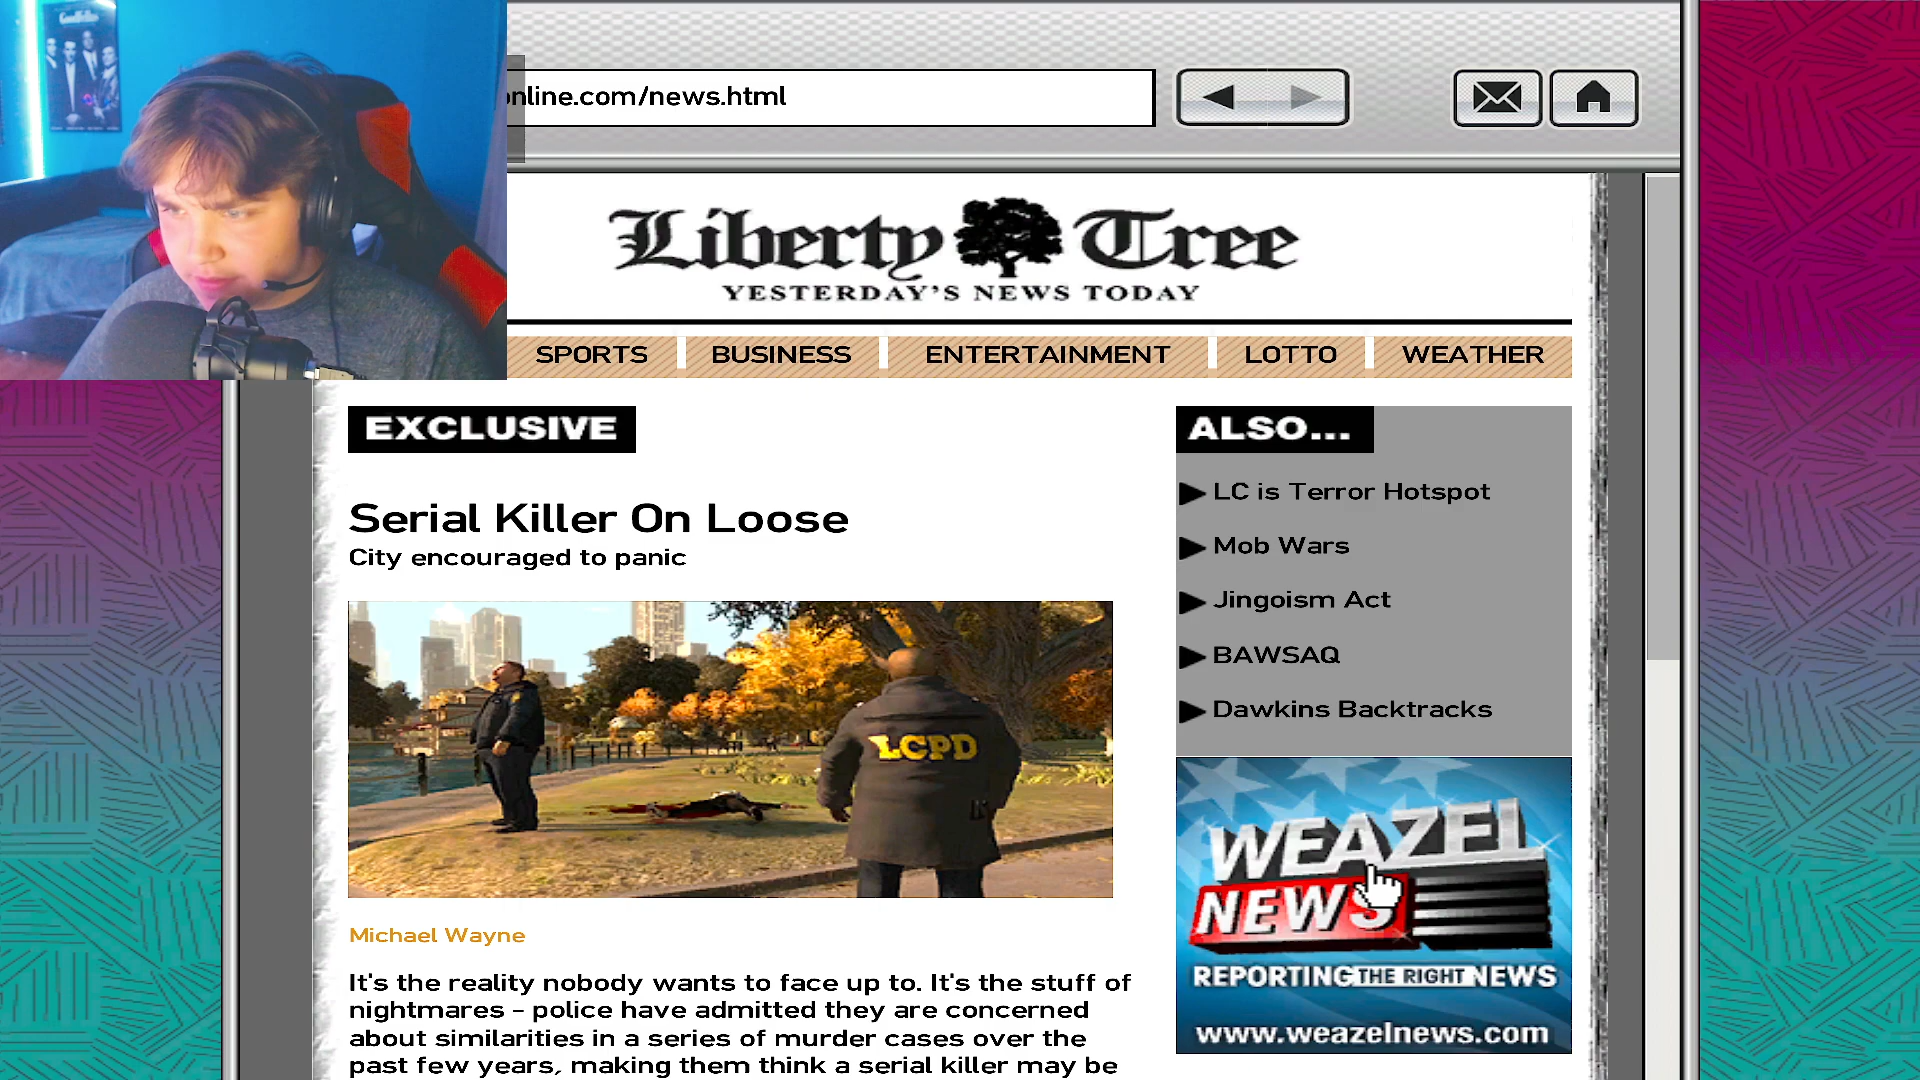 Goodfellas
nline.com/news.html
Liberty Tree
YESTERDAY'S NEWS TODAY
SPORTS
BUSINESS
ENTERTAINMENT
LOTTO
WEATHER
EXCLUSIVE
Serial Killer On Loose
City encouraged to panic
LCPD
Michael Wayne
It's the reality nobody wants to face up to. It's the stuff of
nightmares - police have admitted they are concerned
about similarities in a series of murder cases over the
past few years, making them think a serial killer may be
ALSO...
LC is Terror Hotspot
Mob Wars
Jingoism Act
BAWSAQ
Dawkins Backtracks
WEAZEL
NEWS
REPORTING THE RIGHT NEWS
www.weazelnews.com